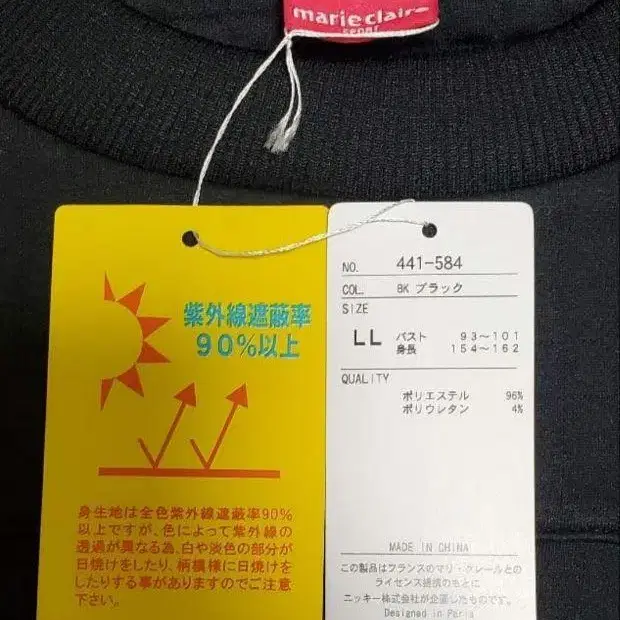 marie claire
sport
紫外線遮蔽率
90%以上
身生地は全色紫外線遮蔽率90%
以上ですが、色によって紫外線の
透過が異なる為、白や淡色の部分が
日焼けをしたり、柄模様に日焼けを
したりする事がありますのでご注意
下さい。
NO. 441-584
COL. BK ブラック
SIZE
LL バスト 93~101
身長 154~162
QUALITY
ポリエステル 96%
ポリウレタン 4%
MADE IN CHINA
この製品はフランスのマリ・クレールとの
ライセンス提携のもとに
ニッキー株式会社が企画したものです。
Designed in Paris